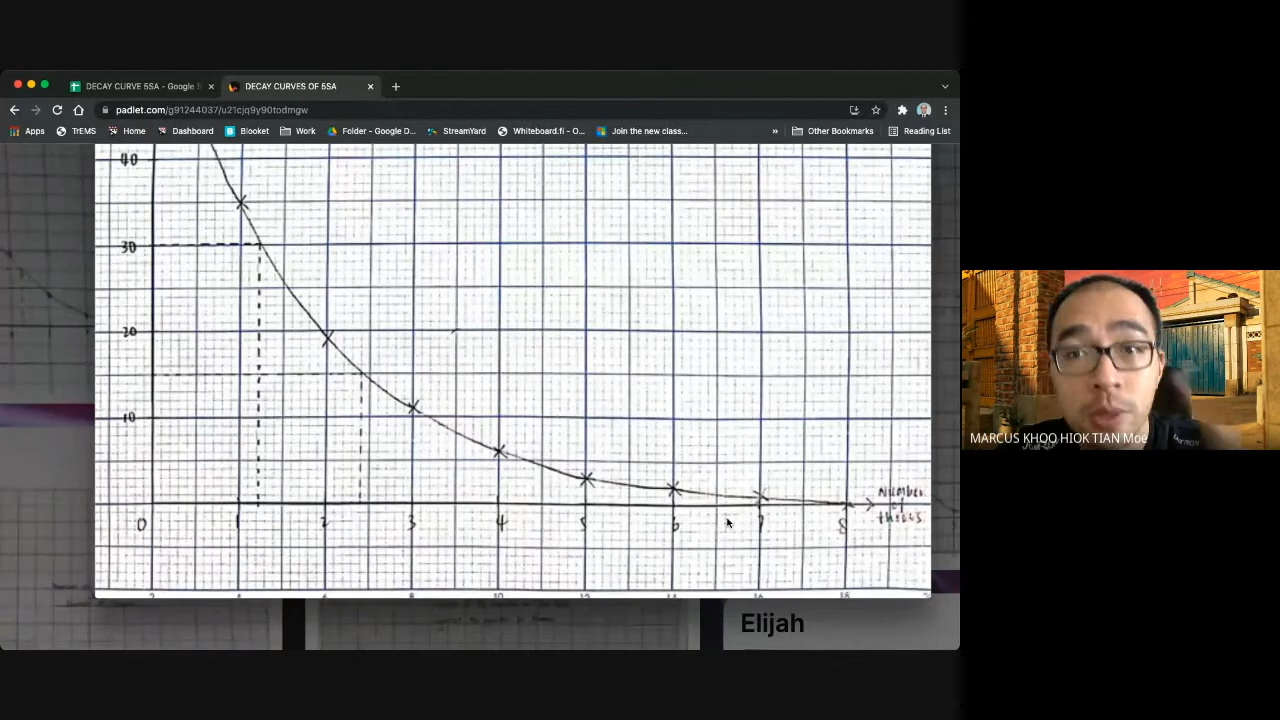 DECAY CURVE 5SA - Google S
DECAY CURVES OF 5SA
padlet.com/g91244037/u21cjq9y90todmgw
Apps
TrEMS
Home
Dashboard
Blooket
Work
Folder - Google D...
StreamYard
Whiteboard.fi - O...
Join the new class...
»
Other Bookmarks
Reading List
40
30
20
10
0 1 2 3 4 5 6 7 8
Number
of
throws
MARCUS KHOO HIOK TIAN Moe
Elijah